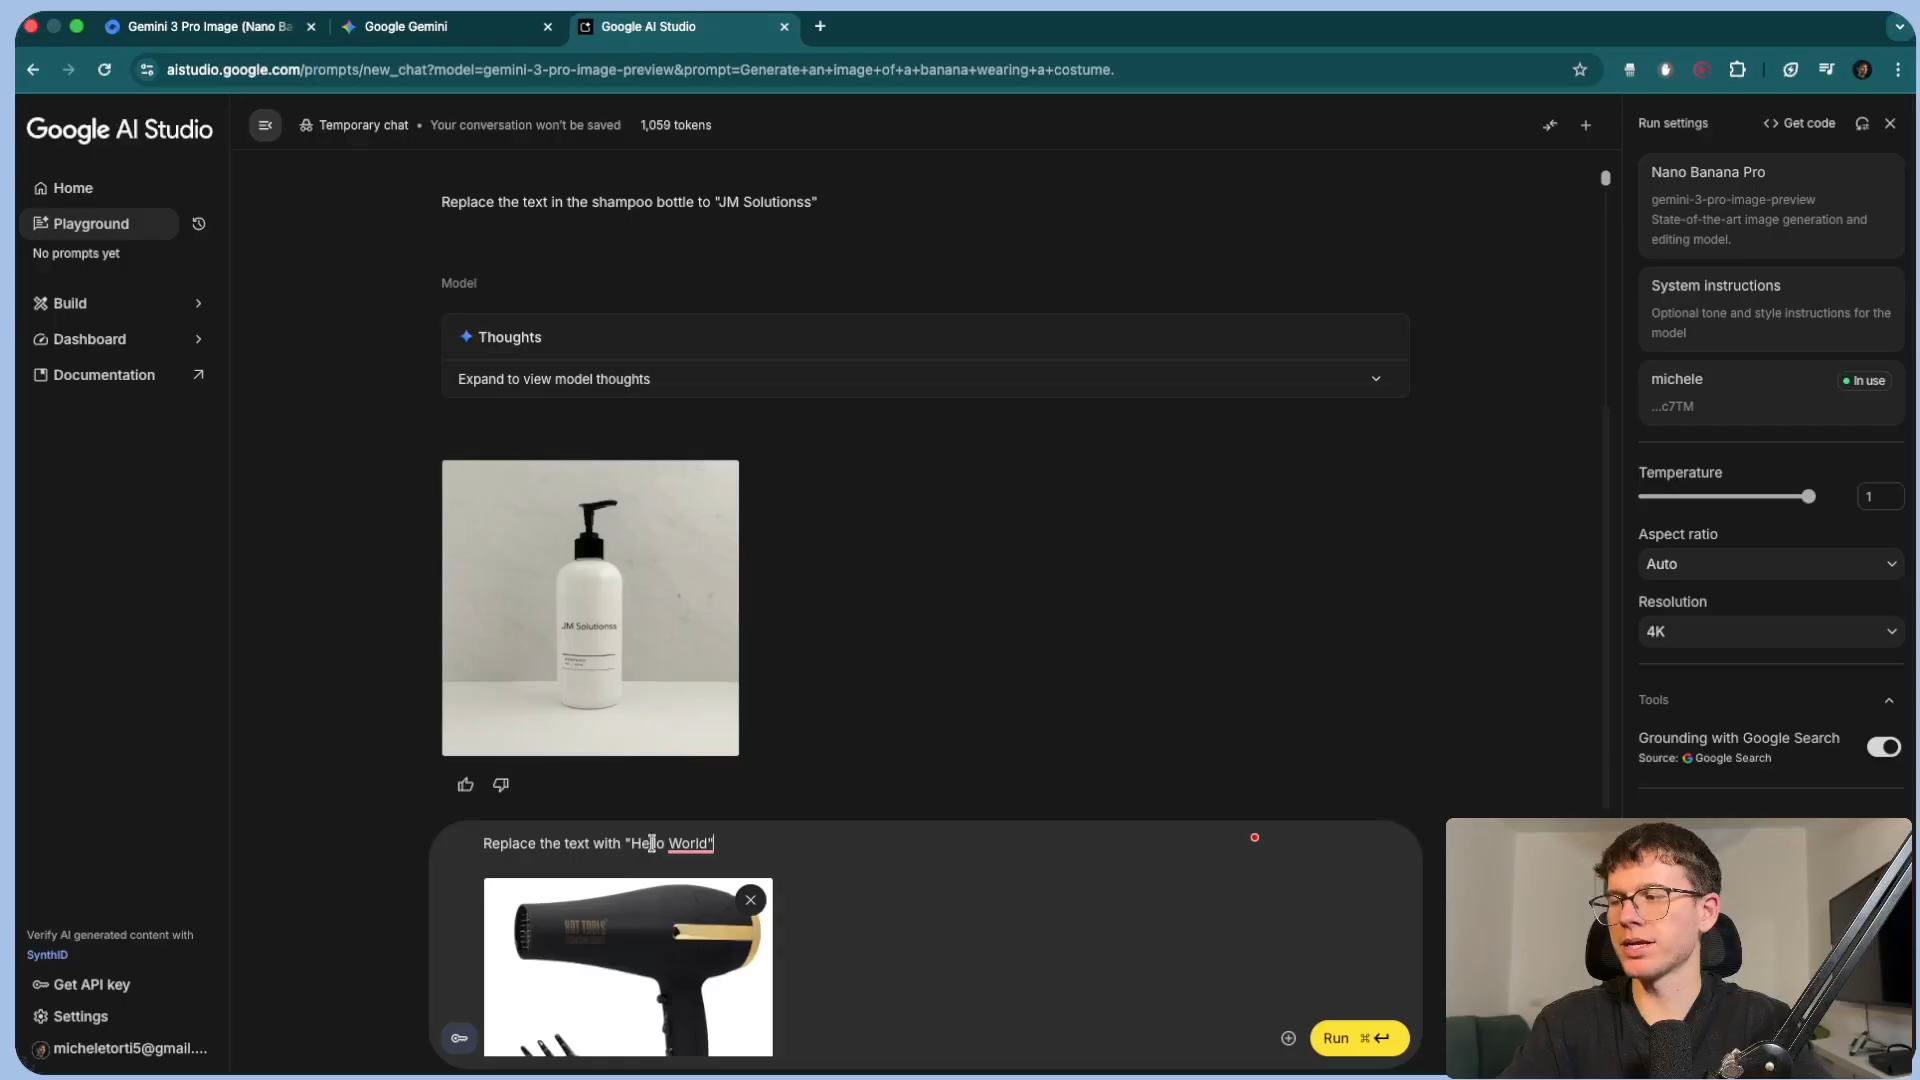 Gemini 3 Pro Image (Nano Ba
Google Gemini
Google AI Studio
aistudio.google.com/prompts/new_chat?model=gemini-3-pro-image-preview&prompt=Generate+an+image+of+a+banana+wearing+a+costume.
Google AI Studio
Temporary chat • Your conversation won't be saved 1,059 tokens
Run settings
Get code
Home
Playground
No prompts yet
Build
Dashboard
Documentation
Replace the text in the shampoo bottle to "JM Solutionss"
Model
Thoughts
Expand to view model thoughts
JM Solutionss
Replace the text with "Hello World"
HOT TOOLS
Run ⌘
Nano Banana Pro
gemini-3-pro-image-preview
State-of-the-art image generation and
editing model.
System instructions
Optional tone and style instructions for the
model
michele
In use
...c7TM
Temperature
1
Aspect ratio
Auto
Resolution
4K
Tools
Grounding with Google Search
Source: Google Search
Verify AI generated content with
SynthID
Get API key
Settings
micheletorti5@gmail....